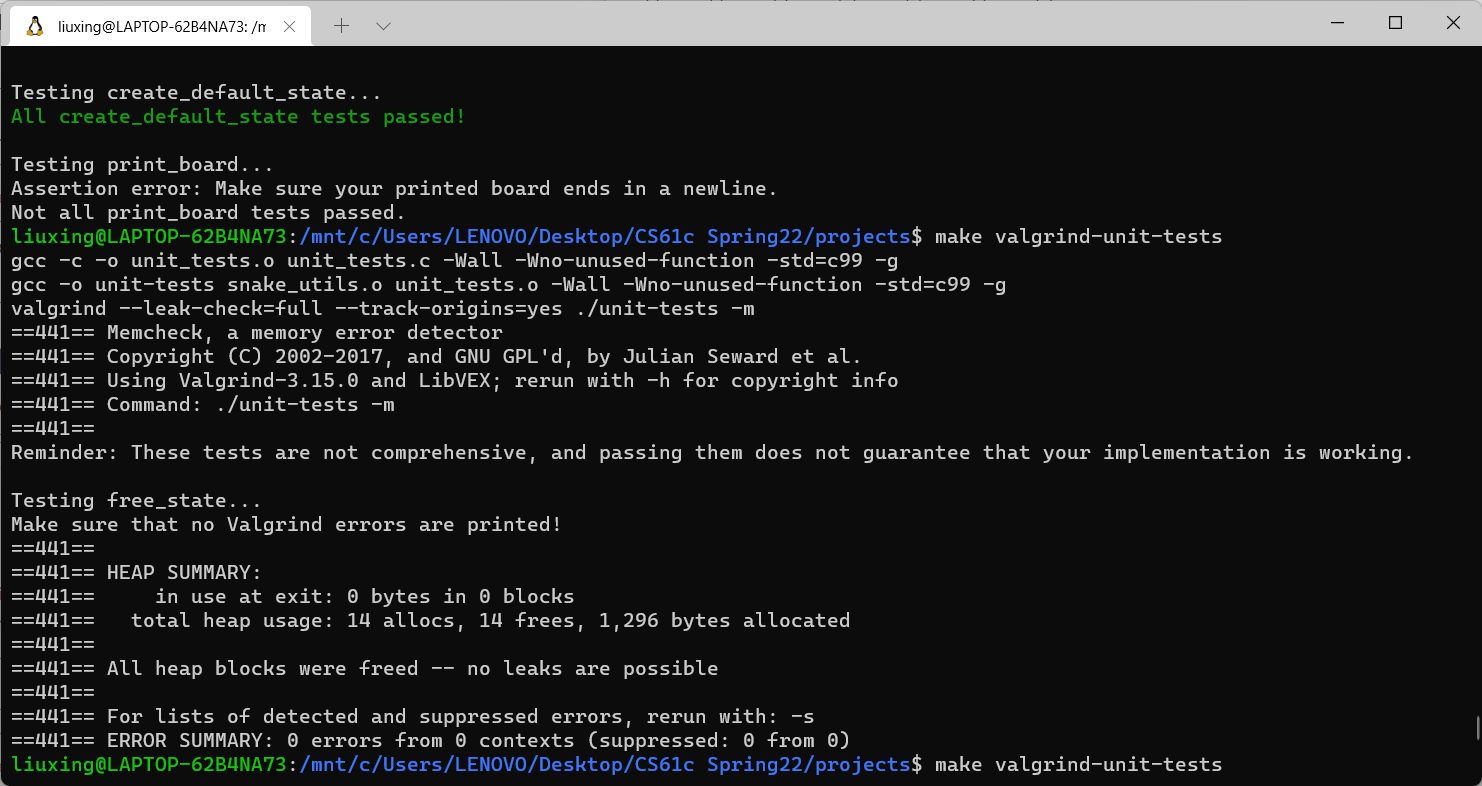 liuxing@LAPTOP-62B4NA73: /m
Testing create_default_state...
All create_default_state tests passed!
Testing print_board...
Assertion error: Make sure your printed board ends in a newline.
Not all print_board tests passed.
liuxing@LAPTOP-62B4NA73:/mnt/c/Users/LENOVO/Desktop/CS61c Spring22/projects$ make valgrind-unit-tests
gcc -c -o unit_tests.o unit_tests.c -Wall -Wno-unused-function -std=c99 -g
gcc -o unit-tests snake_utils.o unit_tests.o -Wall -Wno-unused-function -std=c99 -g
valgrind --leak-check=full --track-origins=yes ./unit-tests -m
==441== Memcheck, a memory error detector
==441== Copyright (C) 2002-2017, and GNU GPL'd, by Julian Seward et al.
==441== Using Valgrind-3.15.0 and LibVEX; rerun with -h for copyright info
==441== Command: ./unit-tests -m
==441==
Reminder: These tests are not comprehensive, and passing them does not guarantee that your implementation is working.
Testing free_state...
Make sure that no Valgrind errors are printed!
==441==
==441== HEAP SUMMARY:
==441==     in use at exit: 0 bytes in 0 blocks
==441==   total heap usage: 14 allocs, 14 frees, 1,296 bytes allocated
==441==
==441== All heap blocks were freed -- no leaks are possible
==441==
==441== For lists of detected and suppressed errors, rerun with: -s
==441== ERROR SUMMARY: 0 errors from 0 contexts (suppressed: 0 from 0)
liuxing@LAPTOP-62B4NA73:/mnt/c/Users/LENOVO/Desktop/CS61c Spring22/projects$ make valgrind-unit-tests